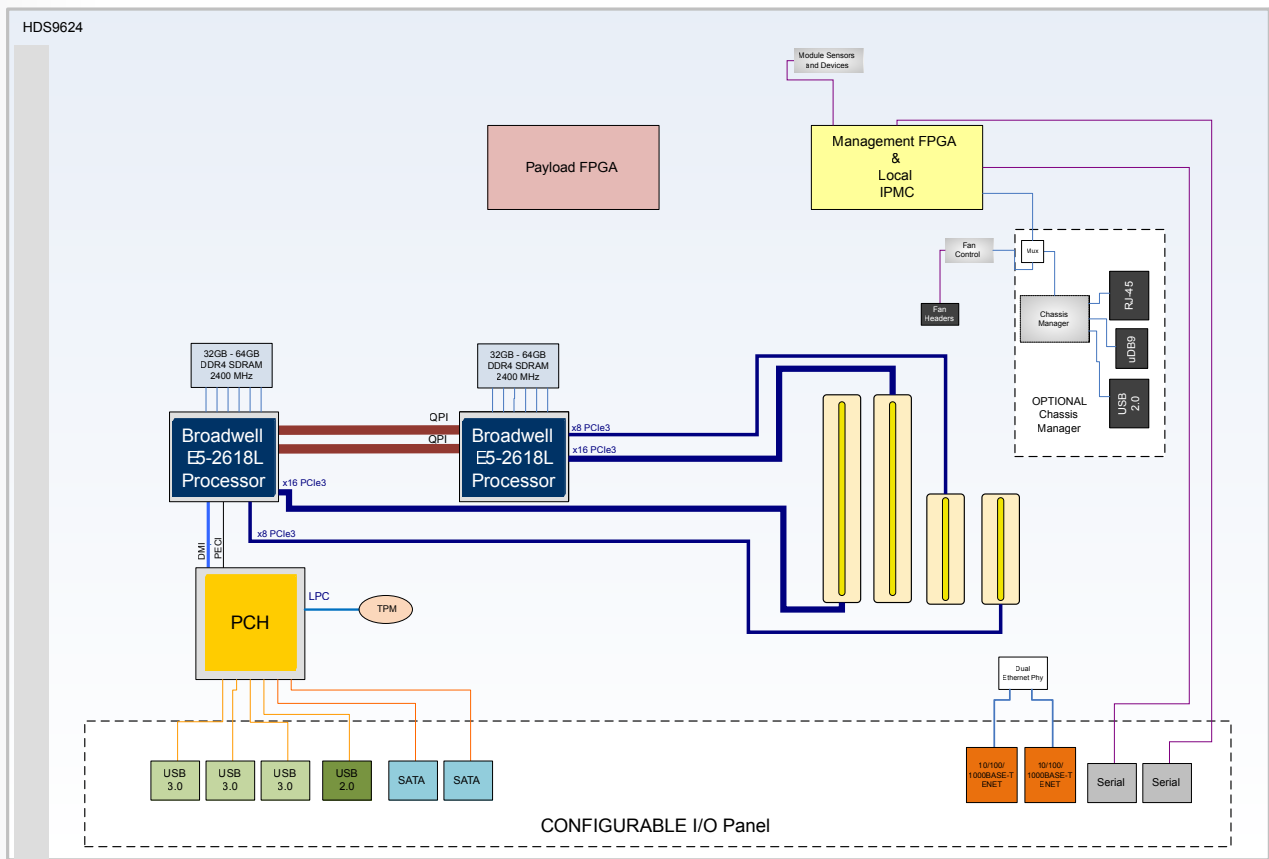 HDS9624
Module Sensors
and Devices
Payload FPGA
Management FPGA
&
Local
IPMC
Fan
Control
Mux
Fan
Headers
Chassis
Manager
RJ-45
uDB9
USB
2.0
OPTIONAL
Chassis
Manager
32GB - 64GB
DDR4 SDRAM
2400 MHz
32GB - 64GB
DDR4 SDRAM
2400 MHz
Broadwell
E5-2618L
Processor
QPI
QPI
Broadwell
E5-2618L
Processor
x8 PCIe3
x16 PCIe3
x16 PCIe3
x8 PCIe3
DMI
PECI
PCH
LPC
TPM
Dual
Ethernet Phy
USB
3.0
USB
3.0
USB
3.0
USB
2.0
SATA
SATA
10/100/
1000BASE-T
ENET
10/100/
1000BASE-T
ENET
Serial
Serial
CONFIGURABLE I/O Panel